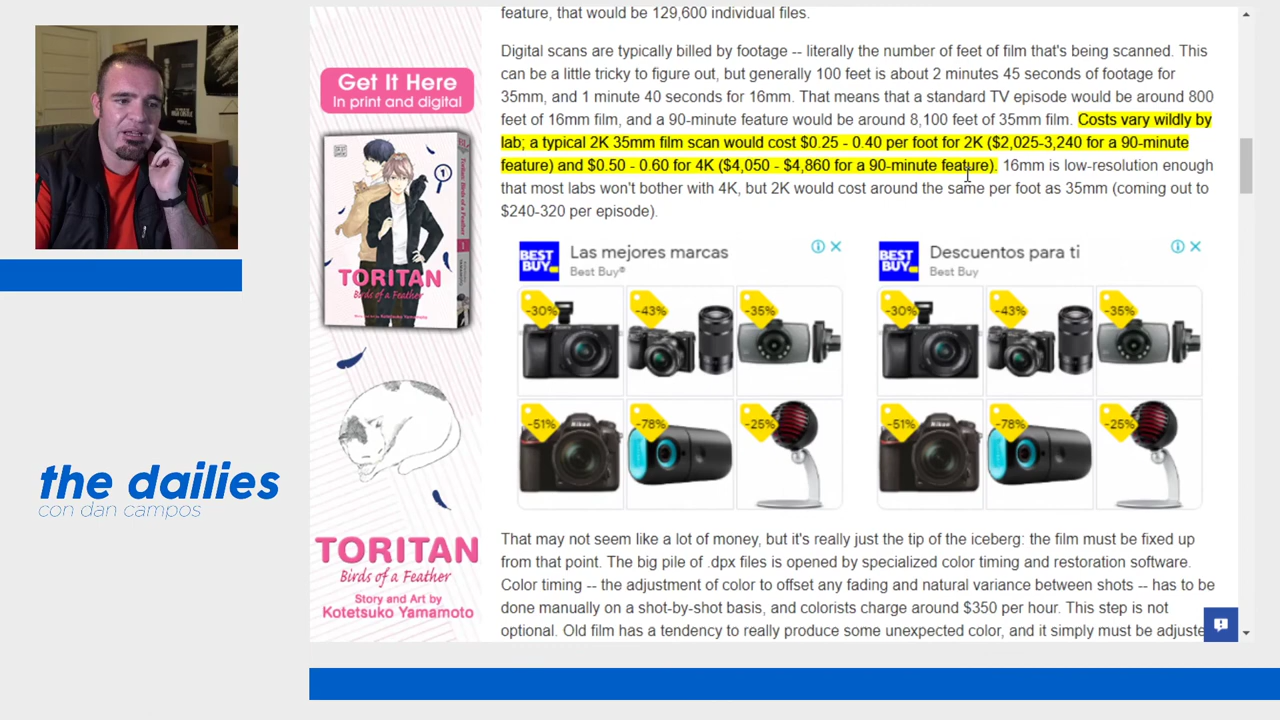 feature, that would be 129,600 individual files.
Digital scans are typically billed by footage -- literally the number of feet of film that's being scanned. This
can be a little tricky to figure out, but generally 100 feet is about 2 minutes 45 seconds of footage for
35mm, and 1 minute 40 seconds for 16mm. That means that a standard TV episode would be around 800
feet of 16mm film, and a 90-minute feature would be around 8,100 feet of 35mm film. Costs vary wildly by
lab; a typical 2K 35mm film scan would cost $0.25 - 0.40 per foot for 2K ($2,025-3,240 for a 90-minute
feature) and $0.50 - 0.60 for 4K ($4,050 - $4,860 for a 90-minute feature). 16mm is low-resolution enough
that most labs won't bother with 4K, but 2K would cost around the same per foot as 35mm (coming out to
$240-320 per episode).
Get It Here
In print and digital
TORITAN
Birds of a Feather
1
TORITAN
Birds of a Feather
Story and Art by
Kotetsuko Yamamoto
BEST
BUY
Las mejores marcas
Best Buy®
-30%
-43%
-35%
-51%
-78%
-25%
BEST
BUY
Descuentos para ti
Best Buy
-30%
-43%
-35%
-51%
-78%
-25%
the dailies
con dan campos
That may not seem like a lot of money, but it's really just the tip of the iceberg: the film must be fixed up
from that point. The big pile of .dpx files is opened by specialized color timing and restoration software.
Color timing -- the adjustment of color to offset any fading and natural variance between shots -- has to be
done manually on a shot-by-shot basis, and colorists charge around $350 per hour. This step is not
optional. Old film has a tendency to really produce some unexpected color, and it simply must be adjuste